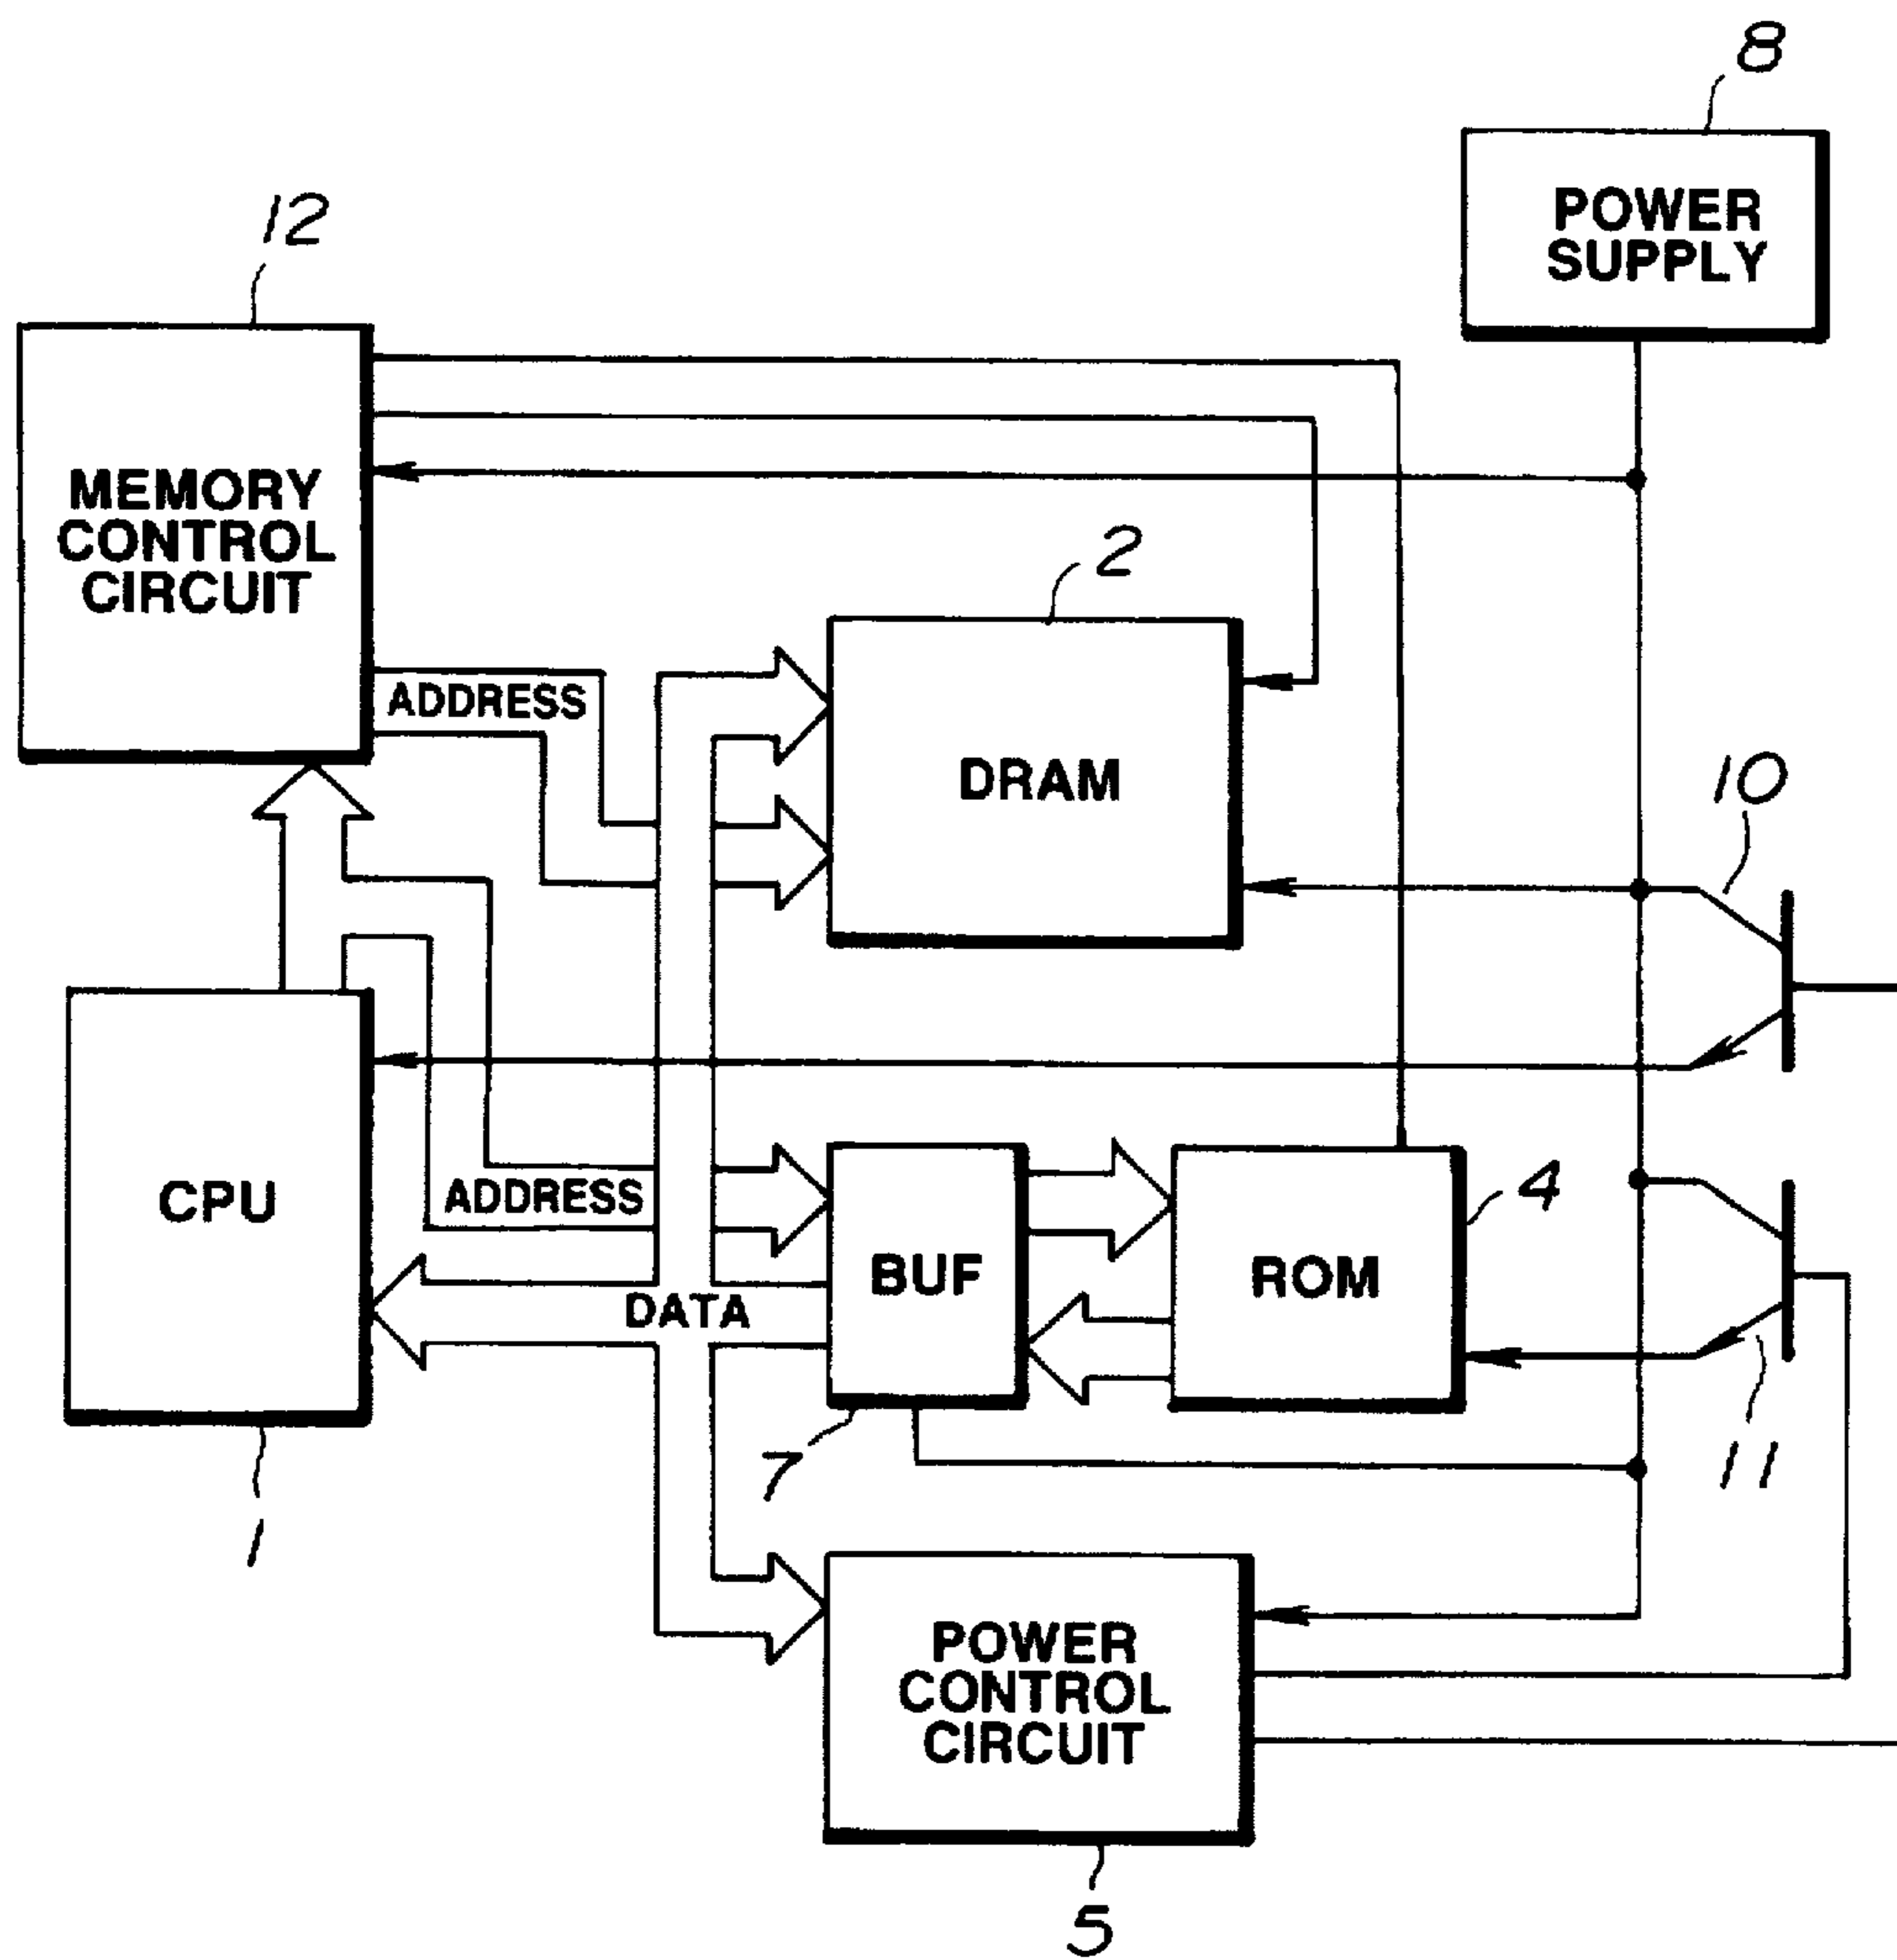 8
POWER
SUPPLY
12
MEMORY
CONTROL
CIRCUIT
2
ADDRESS
DRAM
10
CPU
ADDRESS
BUF
ROM
4
DATA
7
11
1
POWER
CONTROL
CIRCUIT
5